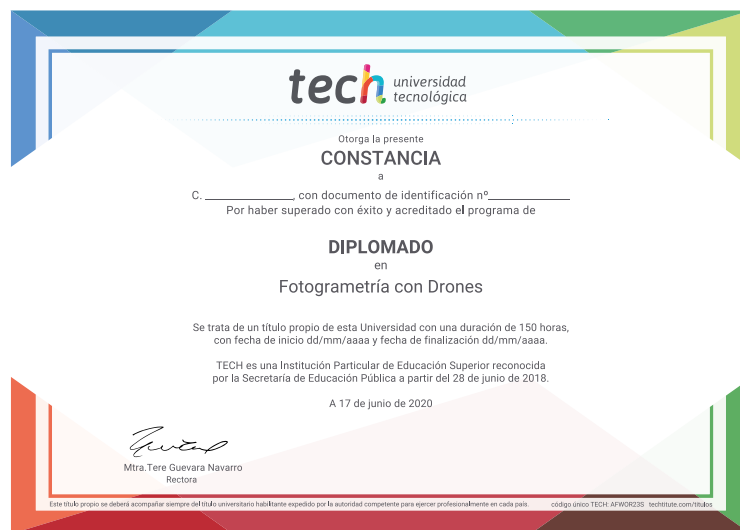 tech universidad
tecnológica
Otorga la presente
CONSTANCIA
a
C. ____________, con documento de identificación nº___________
Por haber superado con éxito y acreditado el programa de
DIPLOMADO
en
Fotogrametría con Drones
Se trata de un título propio de esta Universidad con una duración de 150 horas,
con fecha de inicio dd/mm/aaaa y fecha de finalización dd/mm/aaaa.
TECH es una Institución Particular de Educación Superior reconocida
por la Secretaría de Educación Pública a partir del 28 de junio de 2018.
A 17 de junio de 2020
Mtra.Tere Guevara Navarro
Rectora
Este título propio se deberá acompañar siempre del título universitario habilitante expedido por la autoridad competente para ejercer profesionalmente en cada país. código único TECH: AFWOR23S techtitute.com/titulos